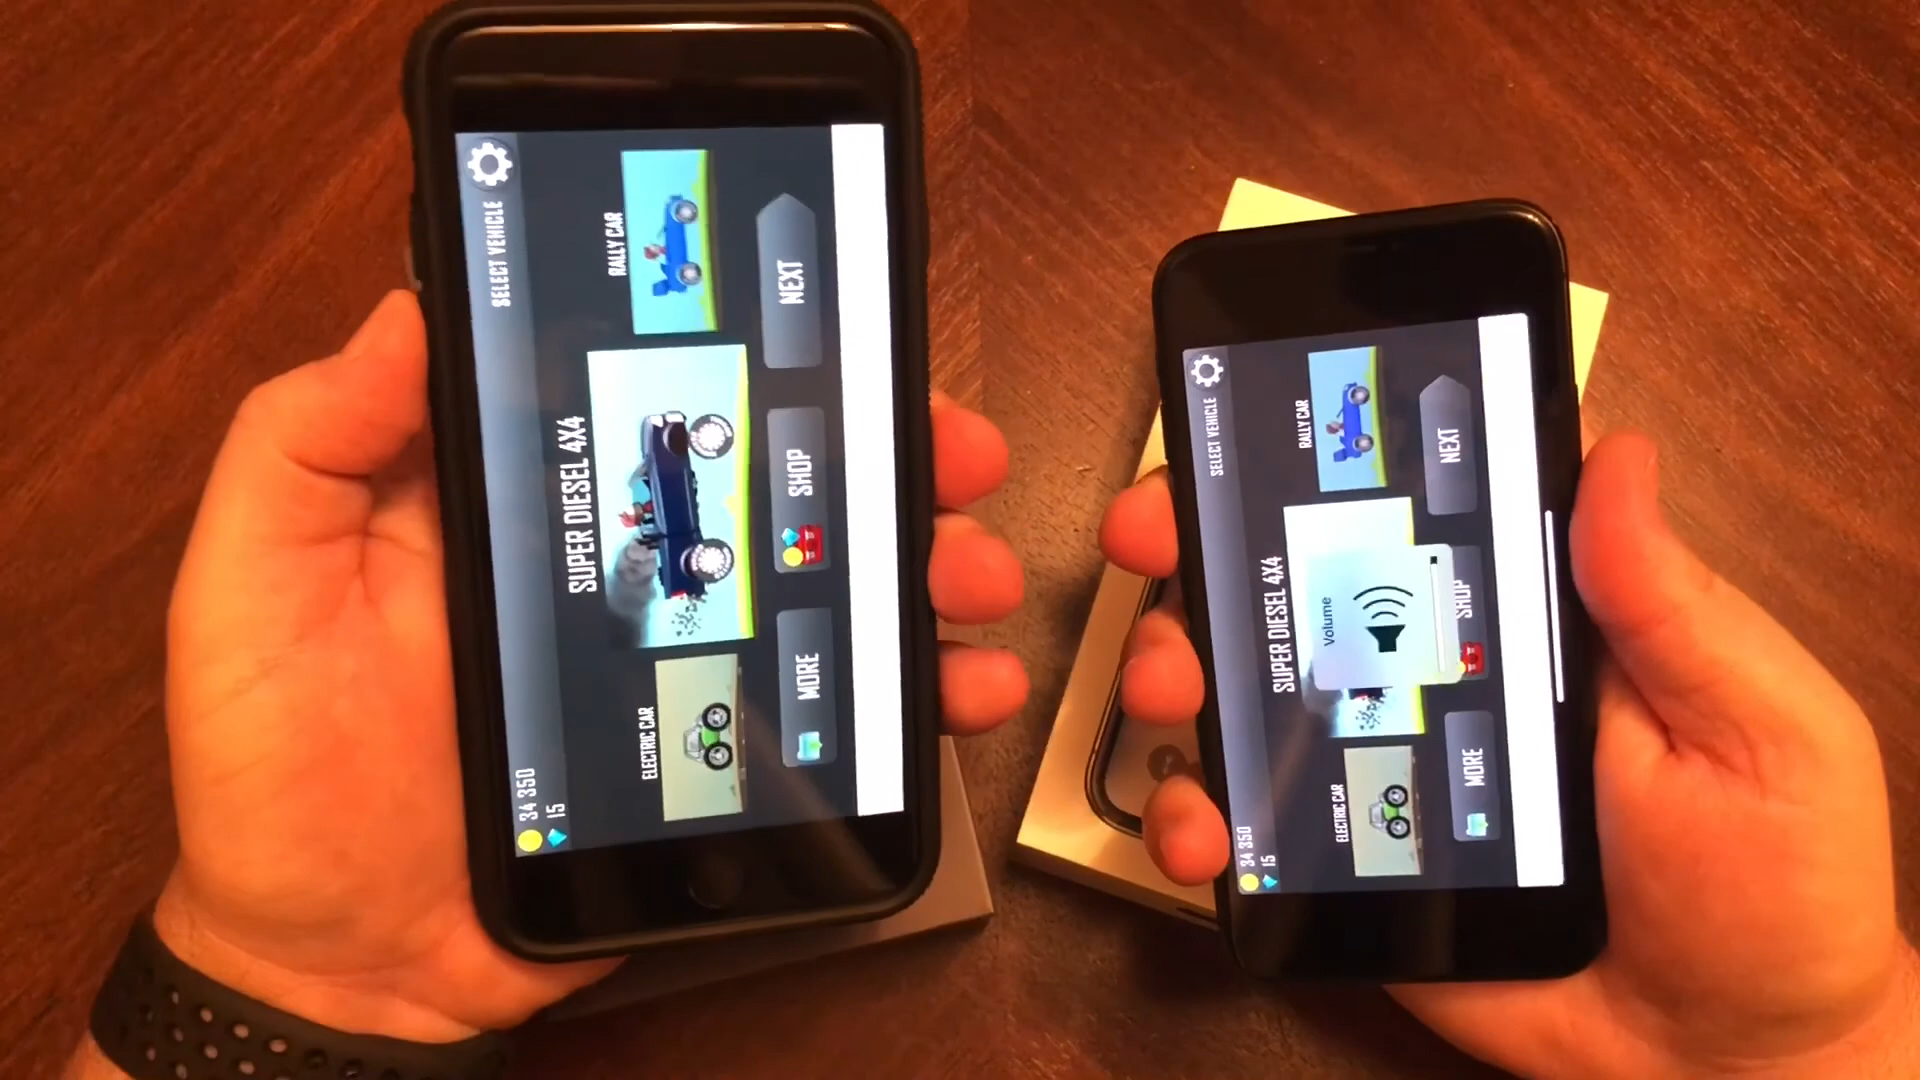 SELECT VEHICLE
34 350
15
ELECTRIC CAR
SUPER DIESEL 4X4
RALLY CAR
MORE
SHOP
NEXT
SELECT VEHICLE
34 350
15
ELECTRIC CAR
SUPER DIESEL 4X4
RALLY CAR
Volume
MORE
SHOP
NEXT